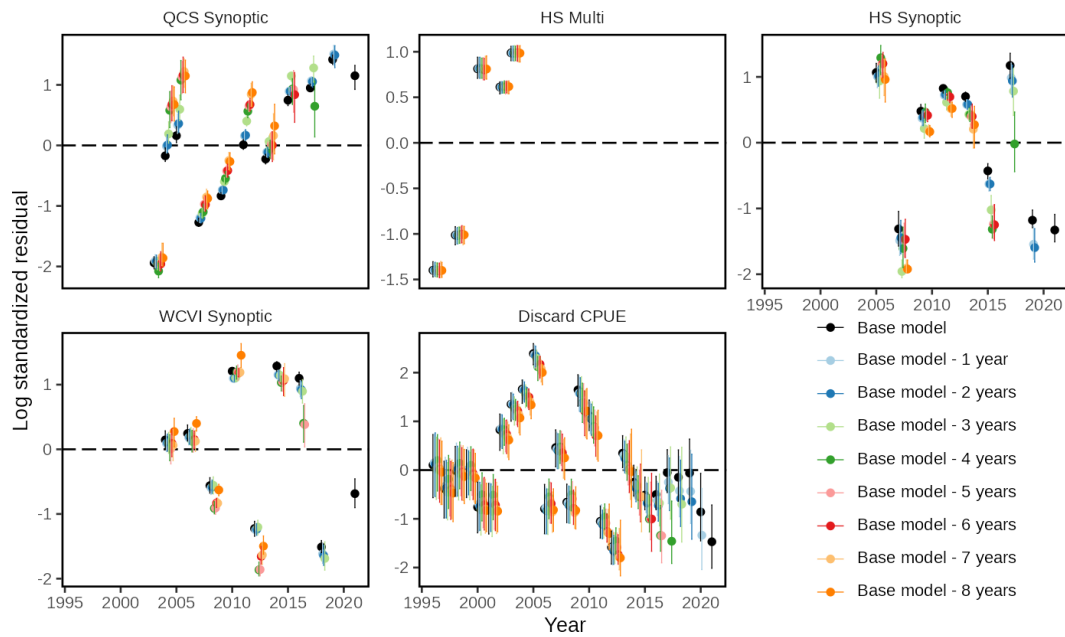 QCS Synoptic
HS Multi
HS Synoptic
1
0
-1
-2
1.0
0.5
0.0
-0.5
-1.0
-1.5
1
0
-1
-2
1995 2000 2005 2010 2015 2020
WCVI Synoptic
Discard CPUE
1
0
-1
-2
2
1
0
-1
-2
1995 2000 2005 2010 2015 2020
1995 2000 2005 2010 2015 2020
Log standardized residual
Year
Base model
Base model - 1 year
Base model - 2 years
Base model - 3 years
Base model - 4 years
Base model - 5 years
Base model - 6 years
Base model - 7 years
Base model - 8 years